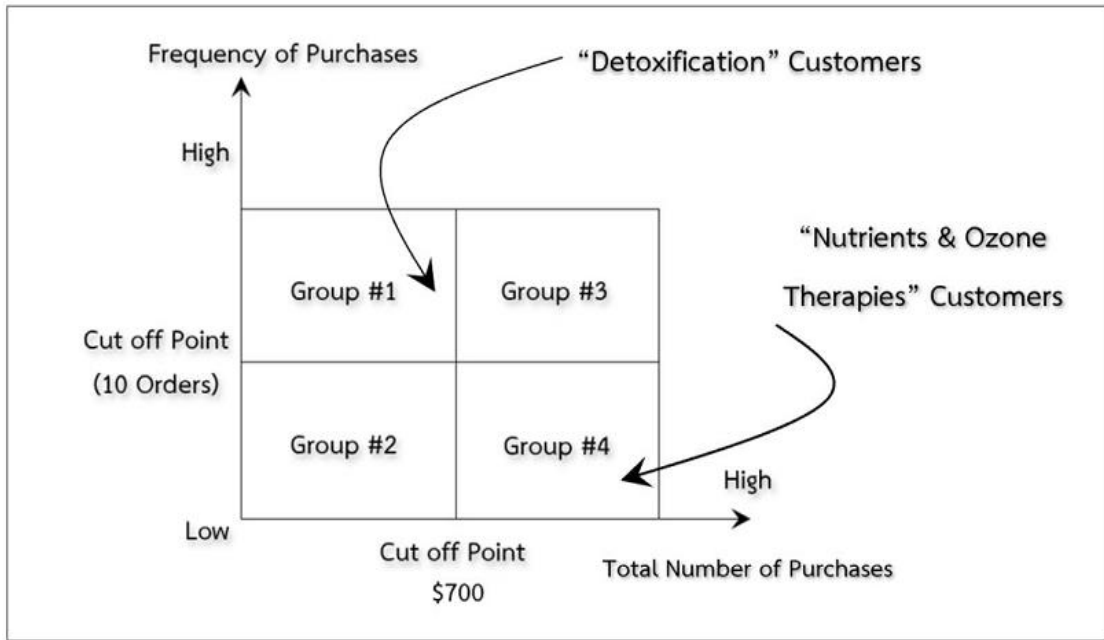 Frequency of Purchases
“Detoxification” Customers
High
“Nutrients & Ozone
Therapies” Customers
Group #1
Group #3
Cut off Point
(10 Orders)
Group #2
Group #4
High
Low
Cut off Point
$700
Total Number of Purchases